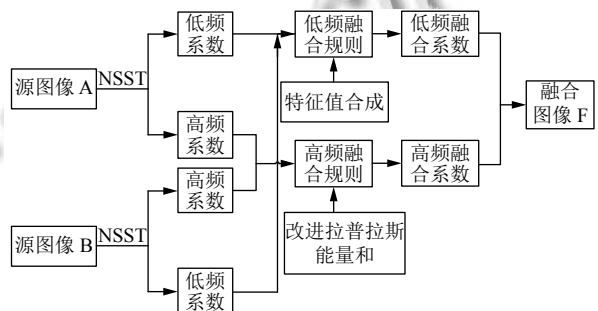 源图像 A
NSST
低频
系数
高频
系数
源图像 B
NSST
高频
系数
低频
系数
低频融
合规则
特征值合成
高频融
合规则
改进拉普拉斯
能量和
低频融
合系数
高频融
合系数
融合
图像 F